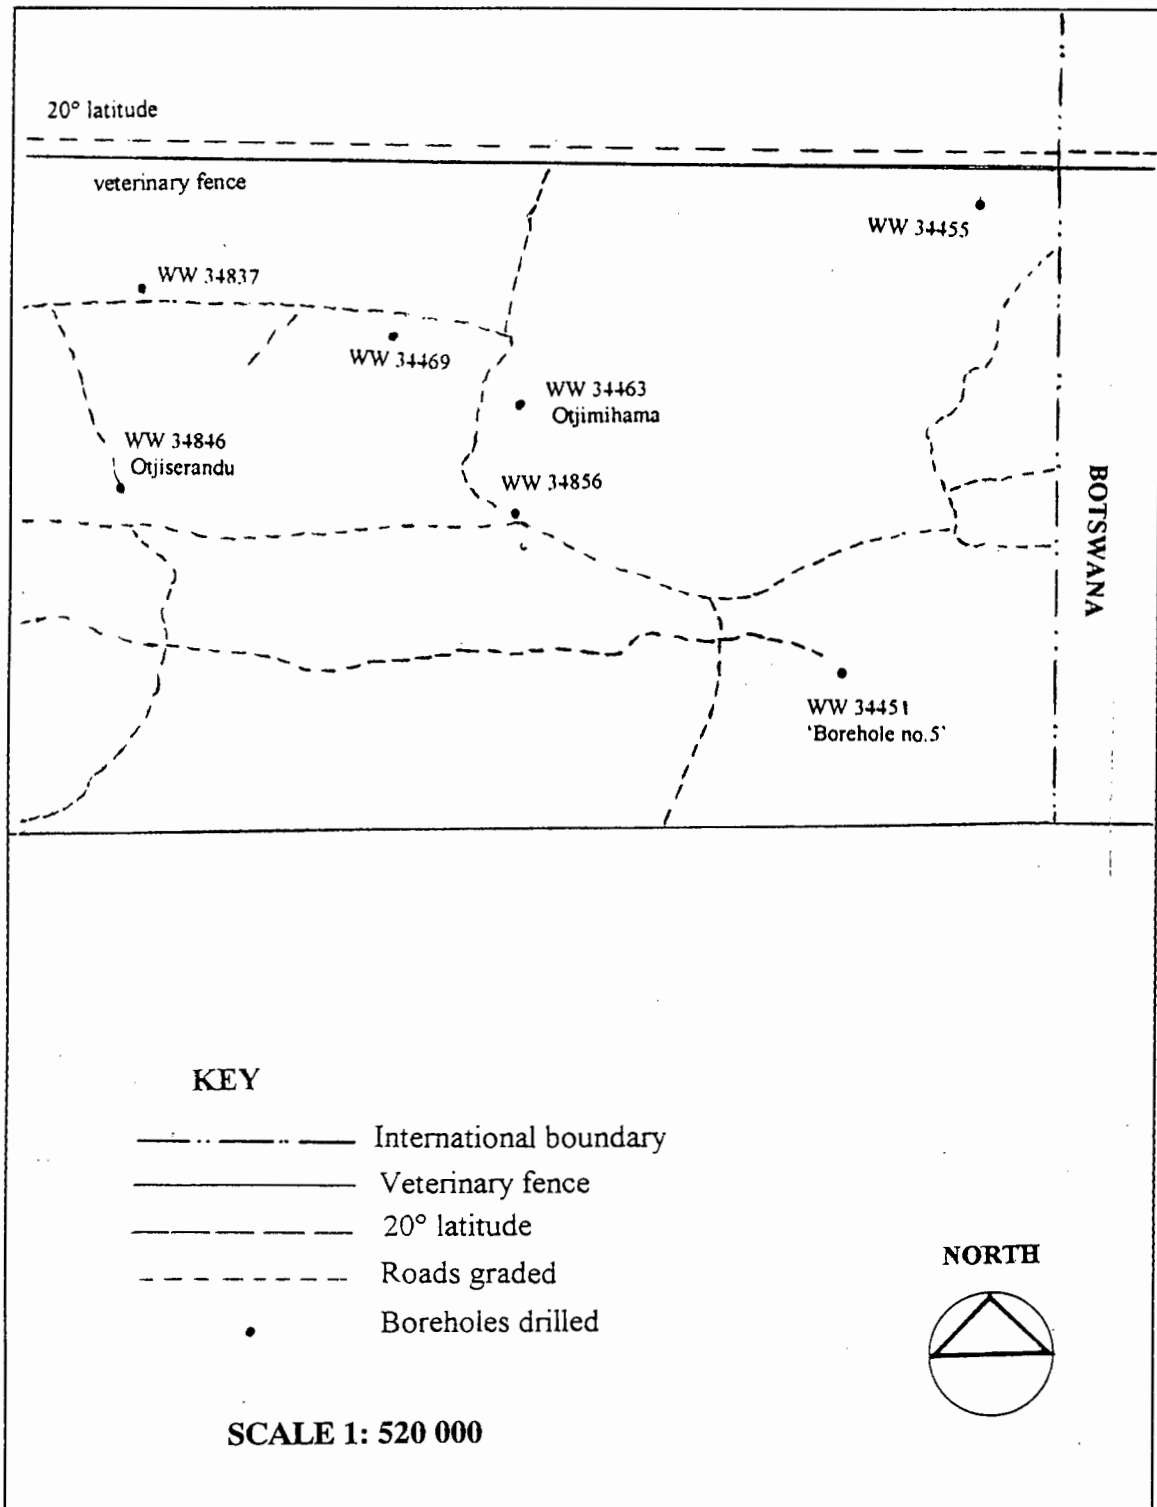 20° latitude
veterinary fence
WW 34455
WW 34837
WW 34469
WW 34463
Otjimihama
WW 34846
Otjiserandu
WW 34856
BOTSWANA
WW 34451
'Borehole no.5'
KEY
International boundary
Veterinary fence
20° latitude
Roads graded
Boreholes drilled
NORTH
SCALE 1: 520 000